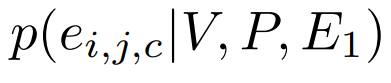 p(e_{i,j,c}|V, P, E_1)